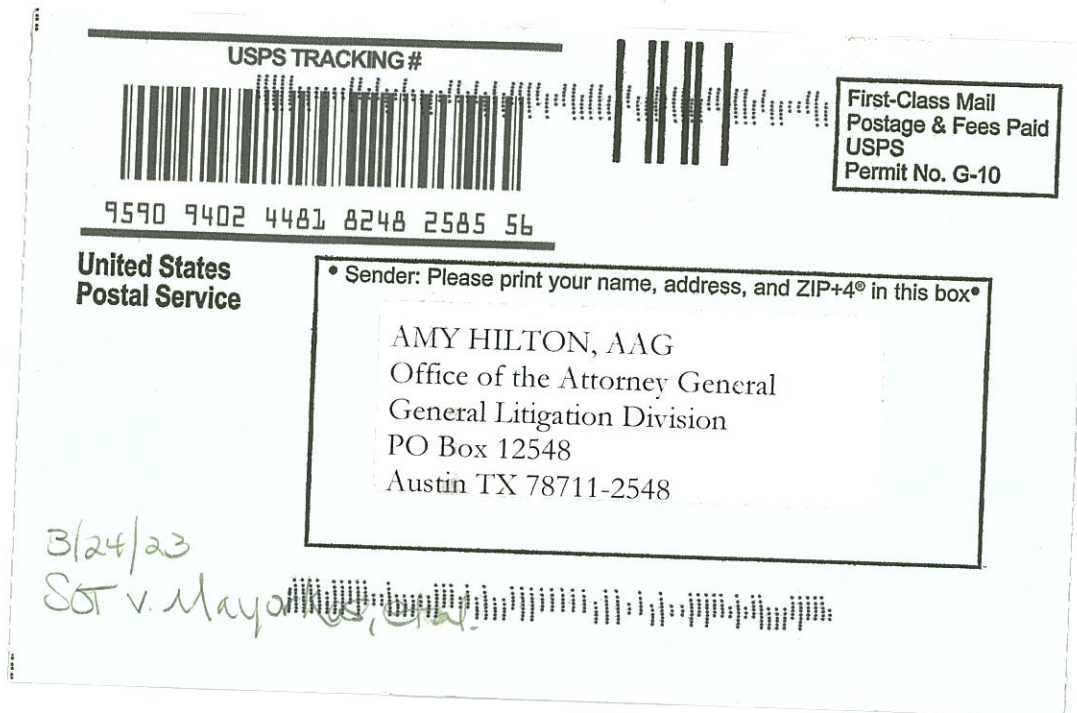 USPS TRACKING #
9590 9402 4481 8248 2585 56
First-Class Mail
Postage & Fees Paid
USPS
Permit No. G-10
United States
Postal Service
• Sender: Please print your name, address, and ZIP+4® in this box•
AMY HILTON, AAG
Office of the Attorney General
General Litigation Division
PO Box 12548
Austin TX 78711-2548
3/24/23
SOT v. Mayorkas, et al.